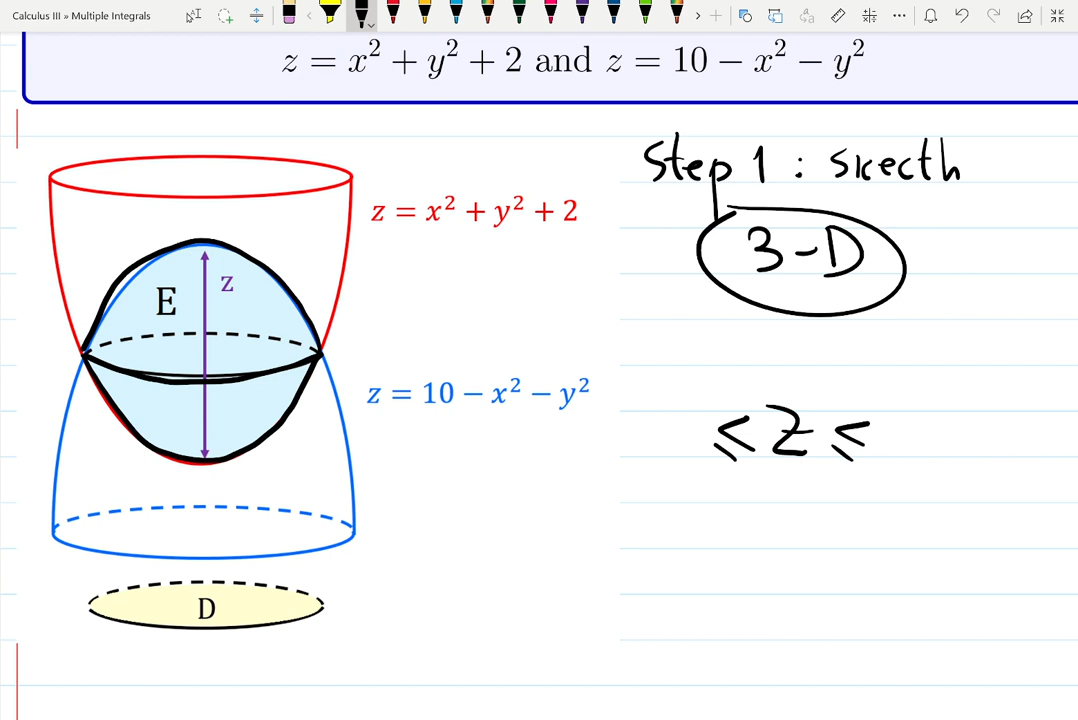 Calculus III » Multiple Integrals
z = x² + y² + 2 and z = 10 − x² − y²
Step 1 : skecth
3-D
z = x² + y² + 2
E
z
z = 10 − x² − y²
≤ z ≤
D